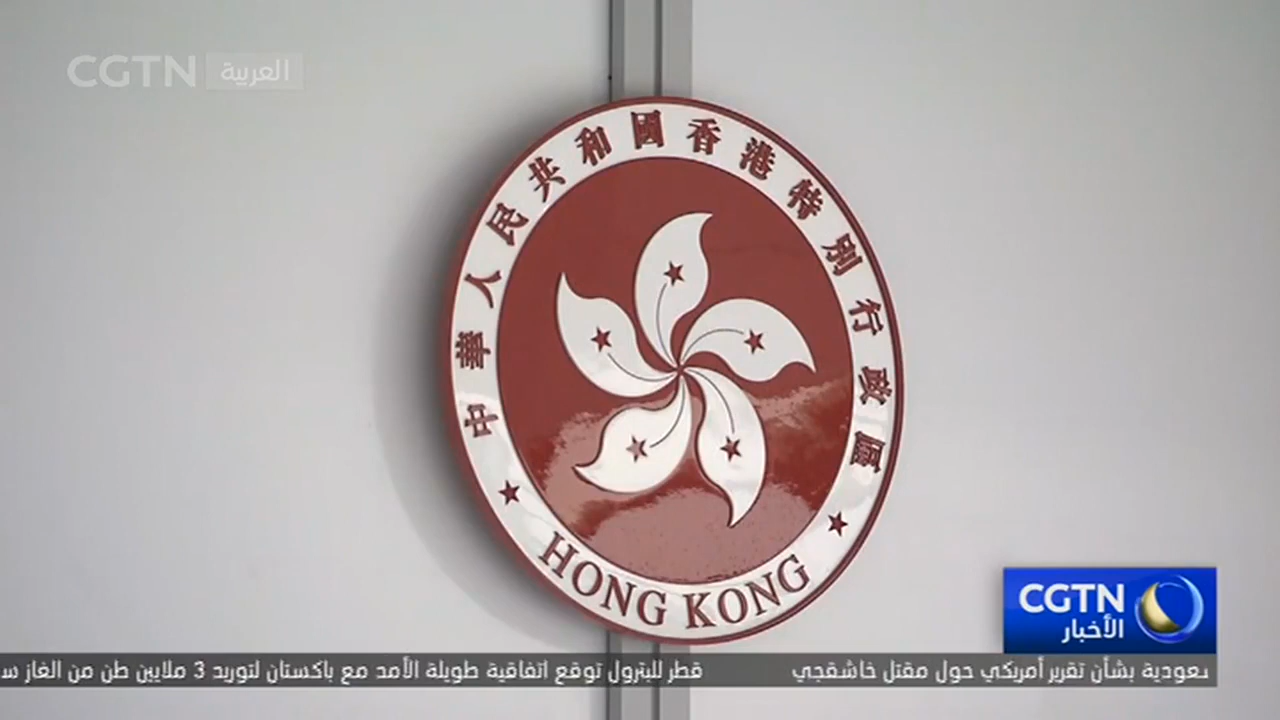 CGTN العربية
中華人民共和國香港特別行政區
HONG KONG
CGTN
الأخبار
سعودية بشأن تقرير أمريكي حول مقتل خاشقجي
قطر للبترول توقع اتفاقية طويلة الأمد مع باكستان لتوريد 3 ملايين طن من الغاز